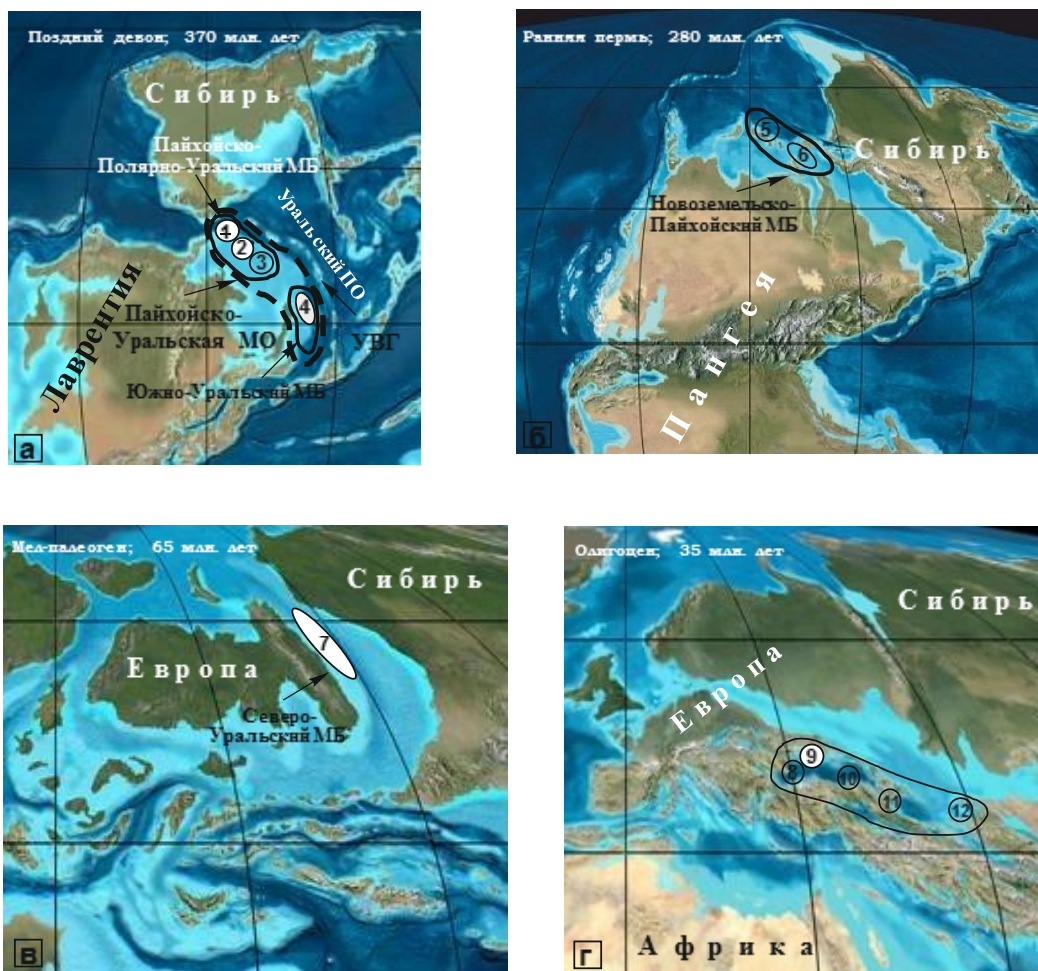 Поздний девон; 370 млн. лет
Сибирь
Пайхойско-
Полярно-Уральский МБ
Уральский ПО
1
2
3
4
Лаврентия
Пайхойско-
Уральская МО
УВГ
Южно-Уральский МБ
а
Ранняя пермь; 280 млн. лет
5
6
Сибирь
Новоземельско-
Пайхойский МБ
Пангея
б
Мел-палеоген; 65 млн. лет
Сибирь
7
Европа
Северо-
Уральский МБ
в
Олигоцен; 35 млн. лет
Сибирь
Европа
9
8
10
11
12
Африка
г